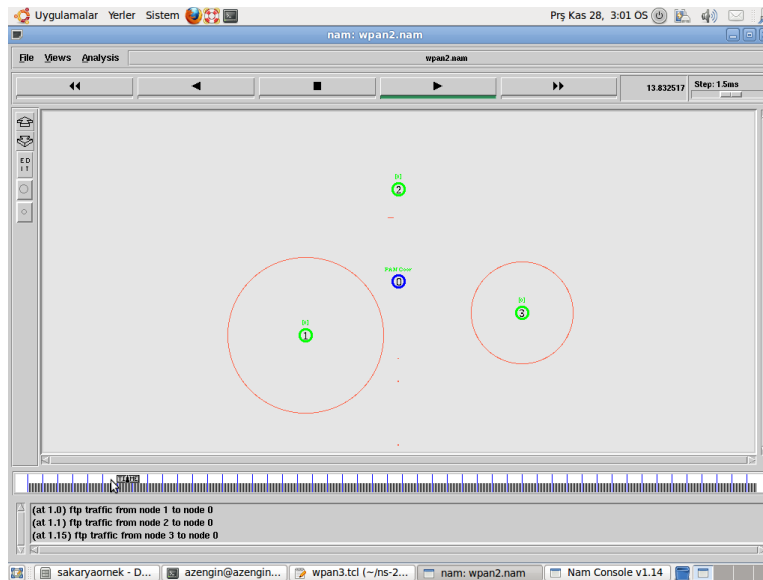 Uygulamalar Yerler Sistem
Prş Kas 28, 3:01 ÖS
nam: wpan2.nam
File Views Analysis
wpan2.nam
13.832517
Step: 1.5ms
ED
IT
2
0
1
3
TIME
(at 1.0) ftp traffic from node 1 to node 0
(at 1.1) ftp traffic from node 2 to node 0
(at 1.15) ftp traffic from node 3 to node 0
sakaryaornek - D...
azengin@azengin...
wpan3.tcl (~/ns-2...
nam: wpan2.nam
Nam Console v1.14